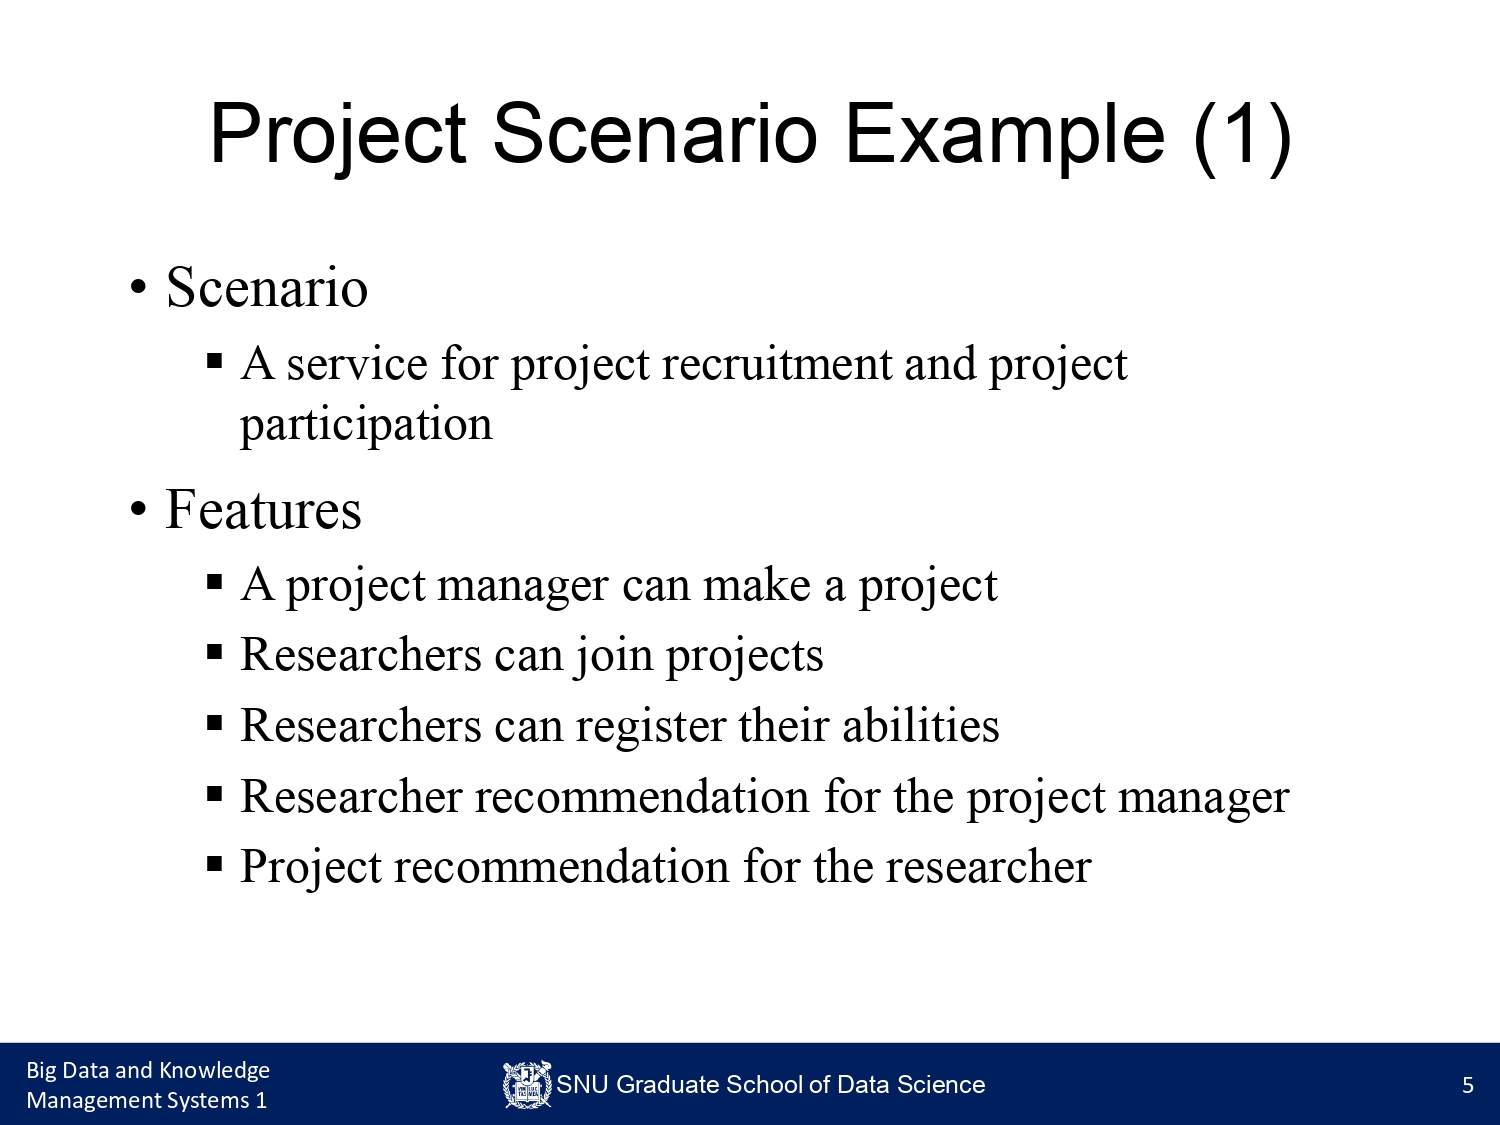 Project Scenario Example (1)
• Scenario
▪ A service for project recruitment and project
participation
• Features
▪ A project manager can make a project
▪ Researchers can join projects
▪ Researchers can register their abilities
▪ Researcher recommendation for the project manager
▪ Project recommendation for the researcher
Big Data and Knowledge
Management Systems 1
SNU Graduate School of Data Science
5